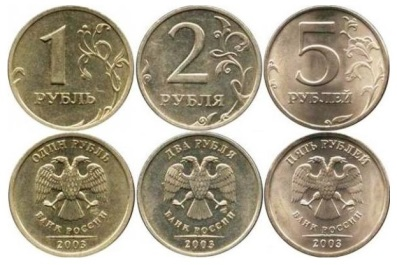 1
РУБЛЬ
2
РУБЛЯ
5
РУБЛЕЙ
ОДИН РУБЛЬ
БАНК РОССИИ
2003
ДВА РУБЛЯ
БАНК РОССИИ
2003
ПЯТЬ РУБЛЕЙ
БАНК РОССИИ
2003